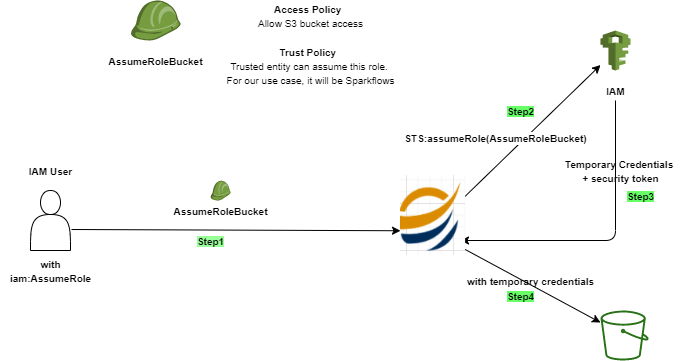 Access Policy
Allow S3 bucket access
AssumeRoleBucket
Trust Policy
Trusted entity can assume this role.
For our use case, it will be Sparkflows
IAM
Step2
STS:assumeRole(AssumeRoleBucket)
Temporary Credentials
+ security token
Step3
IAM User
AssumeRoleBucket
Step1
with
iam:AssumeRole
with temporary credentials
Step4